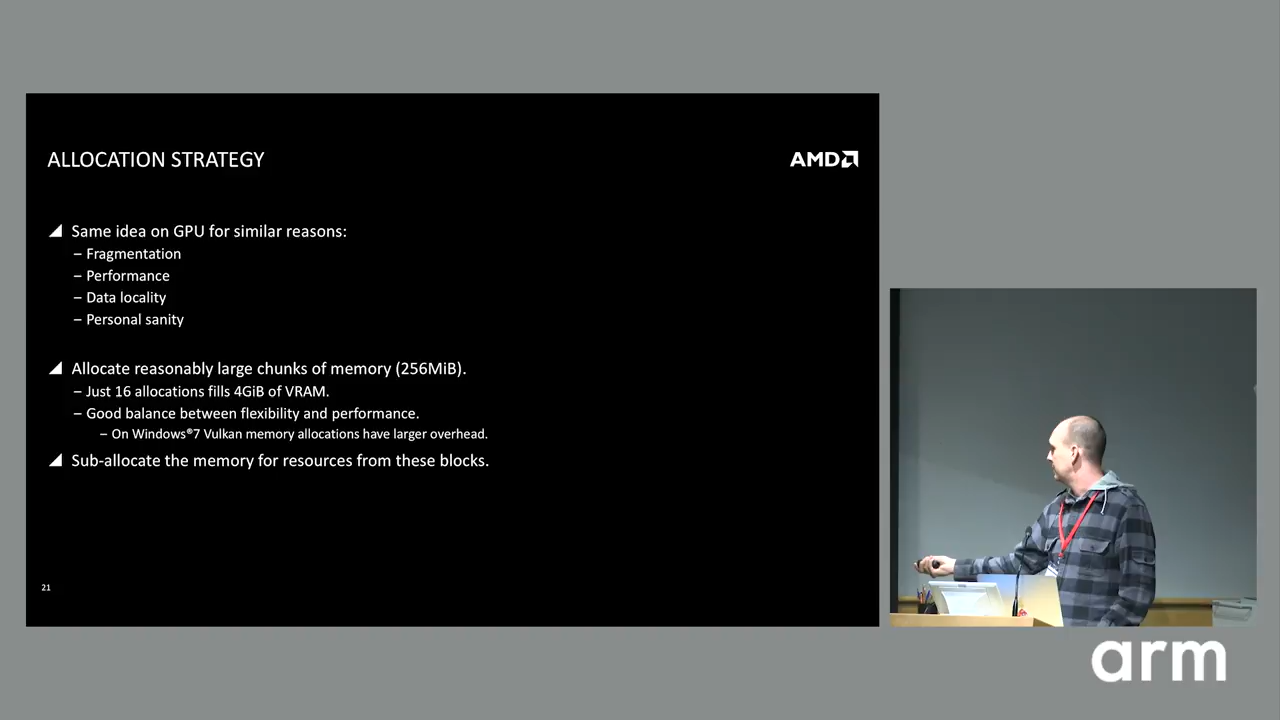 ALLOCATION STRATEGY
AMD
Same idea on GPU for similar reasons:
– Fragmentation
– Performance
– Data locality
– Personal sanity
Allocate reasonably large chunks of memory (256MiB).
– Just 16 allocations fills 4GiB of VRAM.
– Good balance between flexibility and performance.
– On Windows®7 Vulkan memory allocations have larger overhead.
Sub-allocate the memory for resources from these blocks.
21
arm